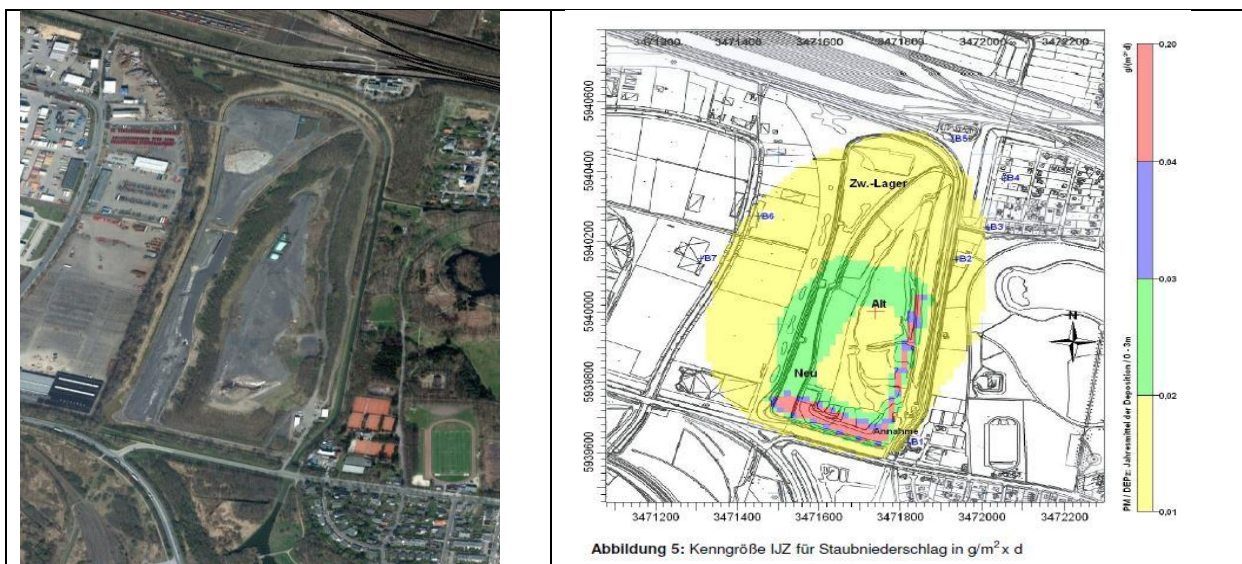 3471200 3471400 3471600 3471800 3472000 3472200
g/(m²*d)
0,20
0,04
0,03
0,02
0,01
PM / DEPz: Jahresmittel der Deposition / 0 - 3m
5940600
5940400
5940200
5940000
5939800
5939600
Zw.-Lager
B4
B3
B6
B2
B7
Alt
N
Neu
Annahme
B1
3471200 3471400 3471600 3471800 3472000 3472200
Abbildung 5: Kenngröße IJZ für Staubniederschlag in g/m² x d